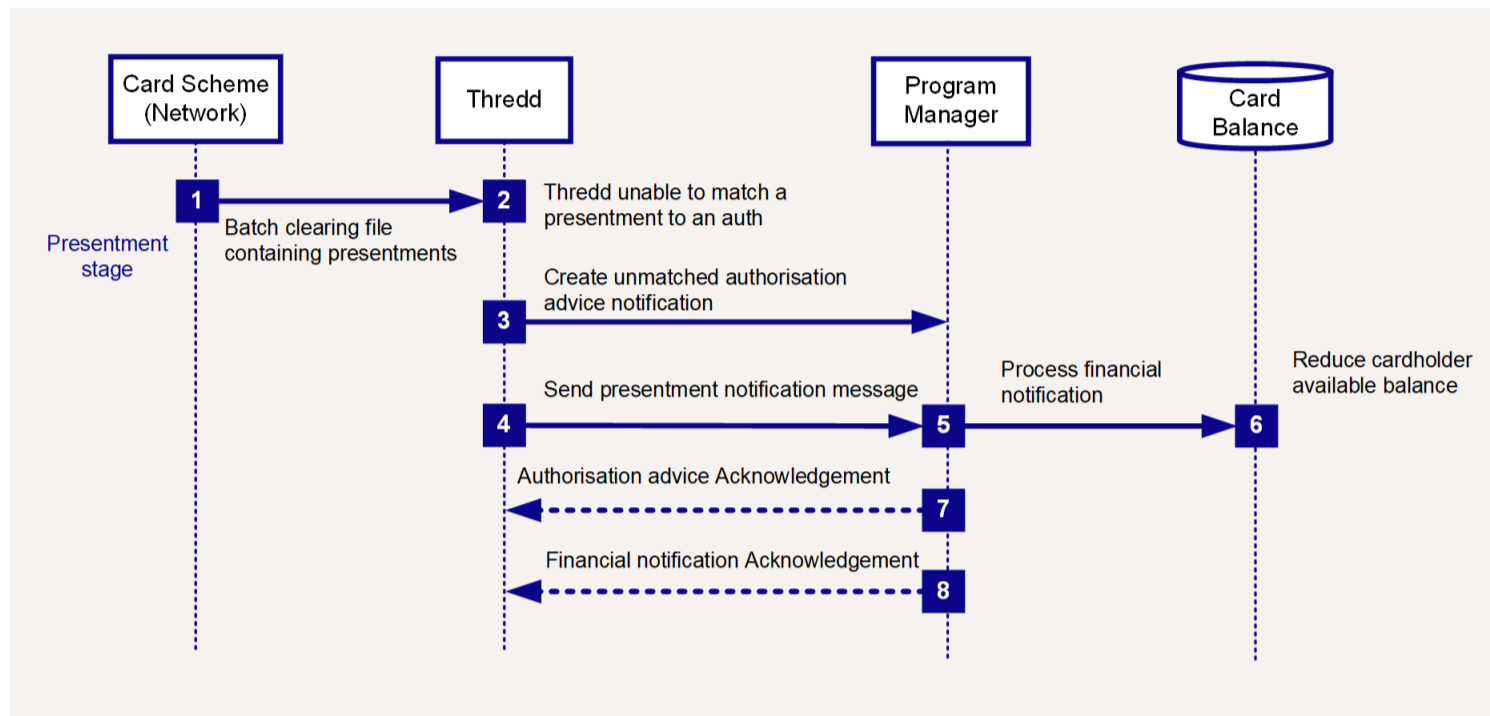 Card Scheme
(Network)
Thredd
Program
Manager
Card
Balance
1
2
Thredd unable to match a
presentment to an auth
Presentment
stage
Batch clearing file
containing presentments
Create unmatched authorisation
advice notification
3
Send presentment notification message
Process financial
notification
Reduce cardholder
available balance
4
5
6
Authorisation advice Acknowledgement
7
Financial notification Acknowledgement
8